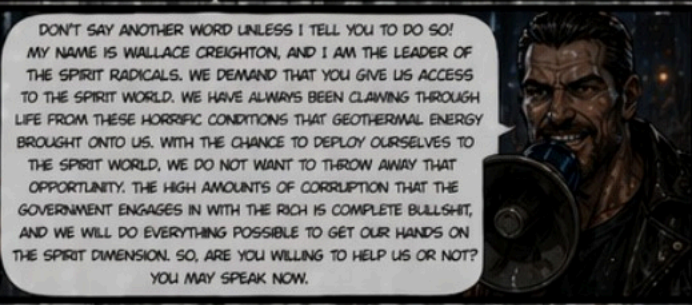 DON'T SAY ANOTHER WORD UNLESS I TELL YOU TO DO SO!
MY NAME IS WALLACE CREIGHTON, AND I AM THE LEADER OF
THE SPIRIT RADICALS. WE DEMAND THAT YOU GIVE US ACCESS
TO THE SPIRIT WORLD. WE HAVE ALWAYS BEEN CLAWING THROUGH
LIFE FROM THESE HORRIFIC CONDITIONS THAT GEOTHERMAL ENERGY
BROUGHT ONTO US. WITH THE CHANCE TO DEPLOY OURSELVES TO
THE SPIRIT WORLD, WE DO NOT WANT TO THROW AWAY THAT
OPPORTUNITY. THE HIGH AMOUNTS OF CORRUPTION THAT THE
GOVERNMENT ENGAGES IN WITH THE RICH IS COMPLETE BULLSHIT,
AND WE WILL DO EVERYTHING POSSIBLE TO GET OUR HANDS ON
THE SPIRIT DIMENSION. SO, ARE YOU WILLING TO HELP US OR NOT?
YOU MAY SPEAK NOW.